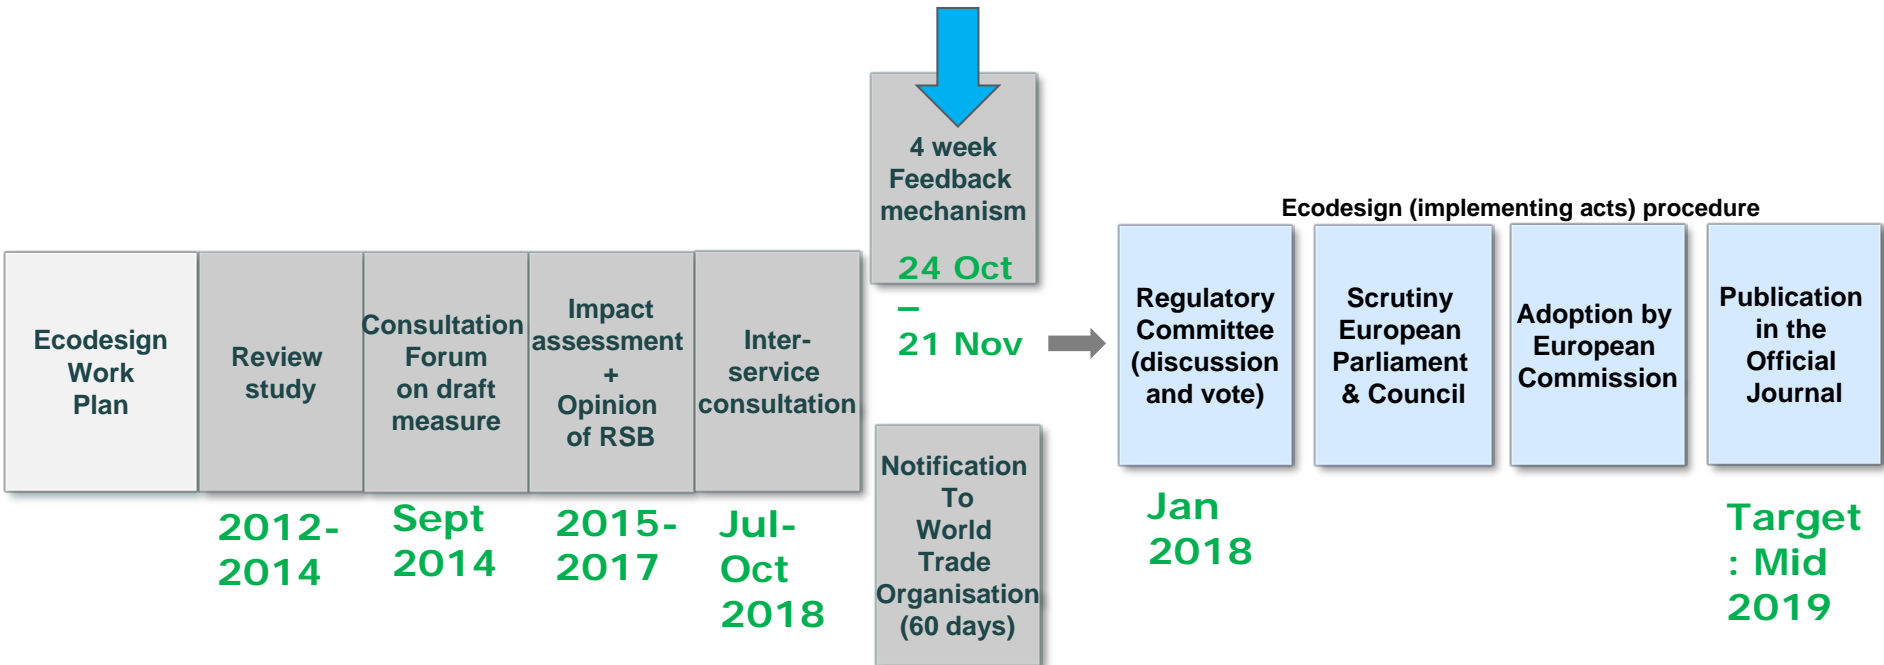 Ecodesign
Work
Plan
Review
study
2012-
2014
Consultation
Forum
on draft
measure
Sept
2014
Impact
assessment
+
Opinion
of RSB
2015-
2017
Inter-
service
consultation
Jul-
Oct
2018
4 week
Feedback
mechanism
24 Oct
–
21 Nov
Notification
To
World
Trade
Organisation
(60 days)
Ecodesign (implementing acts) procedure
Regulatory
Committee
(discussion
and vote)
Jan
2018
Scrutiny
European
Parliament
& Council
Adoption by
European
Commission
Publication
in the
Official
Journal
Target
: Mid
2019